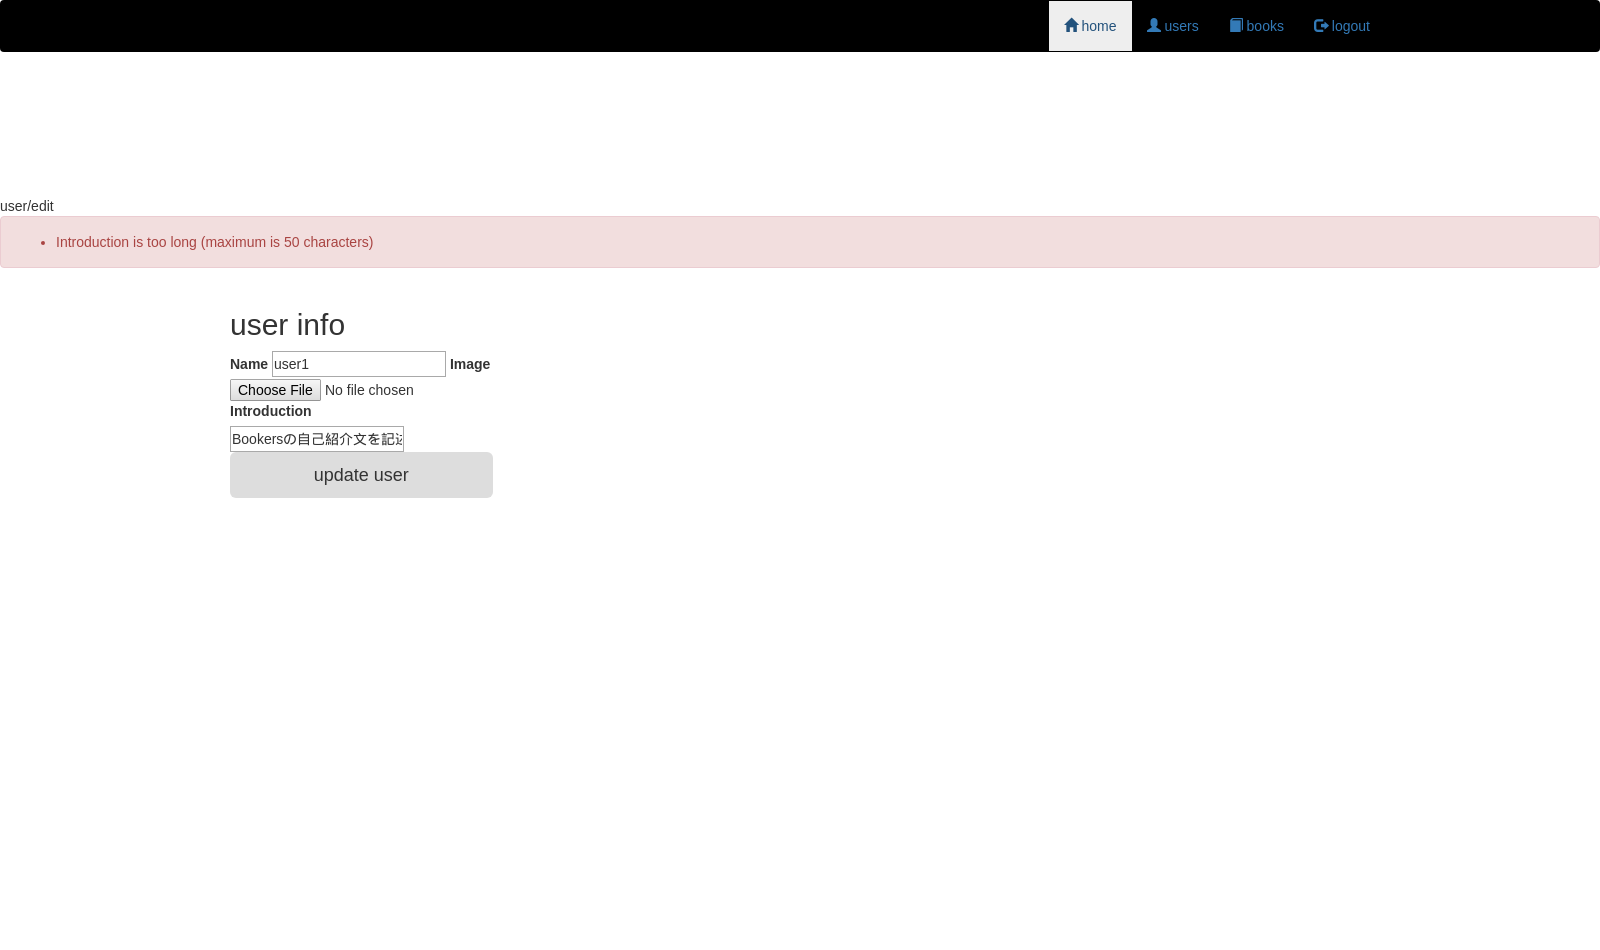 home users books logout
user/edit
Introduction is too long (maximum is 50 characters)
user info
Name user1 Image
Choose File No file chosen
Introduction
Bookersの自己紹介文を記
update user